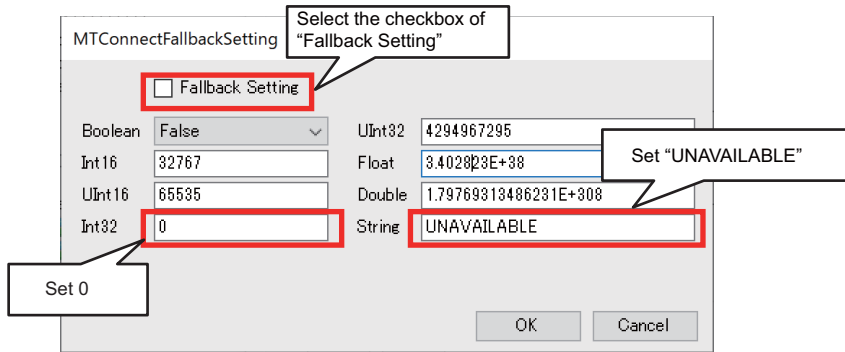 Select the checkbox of
“Fallback Setting”
MTConnectFallbackSetting
Fallback Setting
Boolean False UInt32 4294967295
Int16 32767 Float 3.402823E+38
Set “UNAVAILABLE”
UInt16 65535 Double 1.79769313486231E+308
Int32 0 String UNAVAILABLE
Set 0
OK Cancel